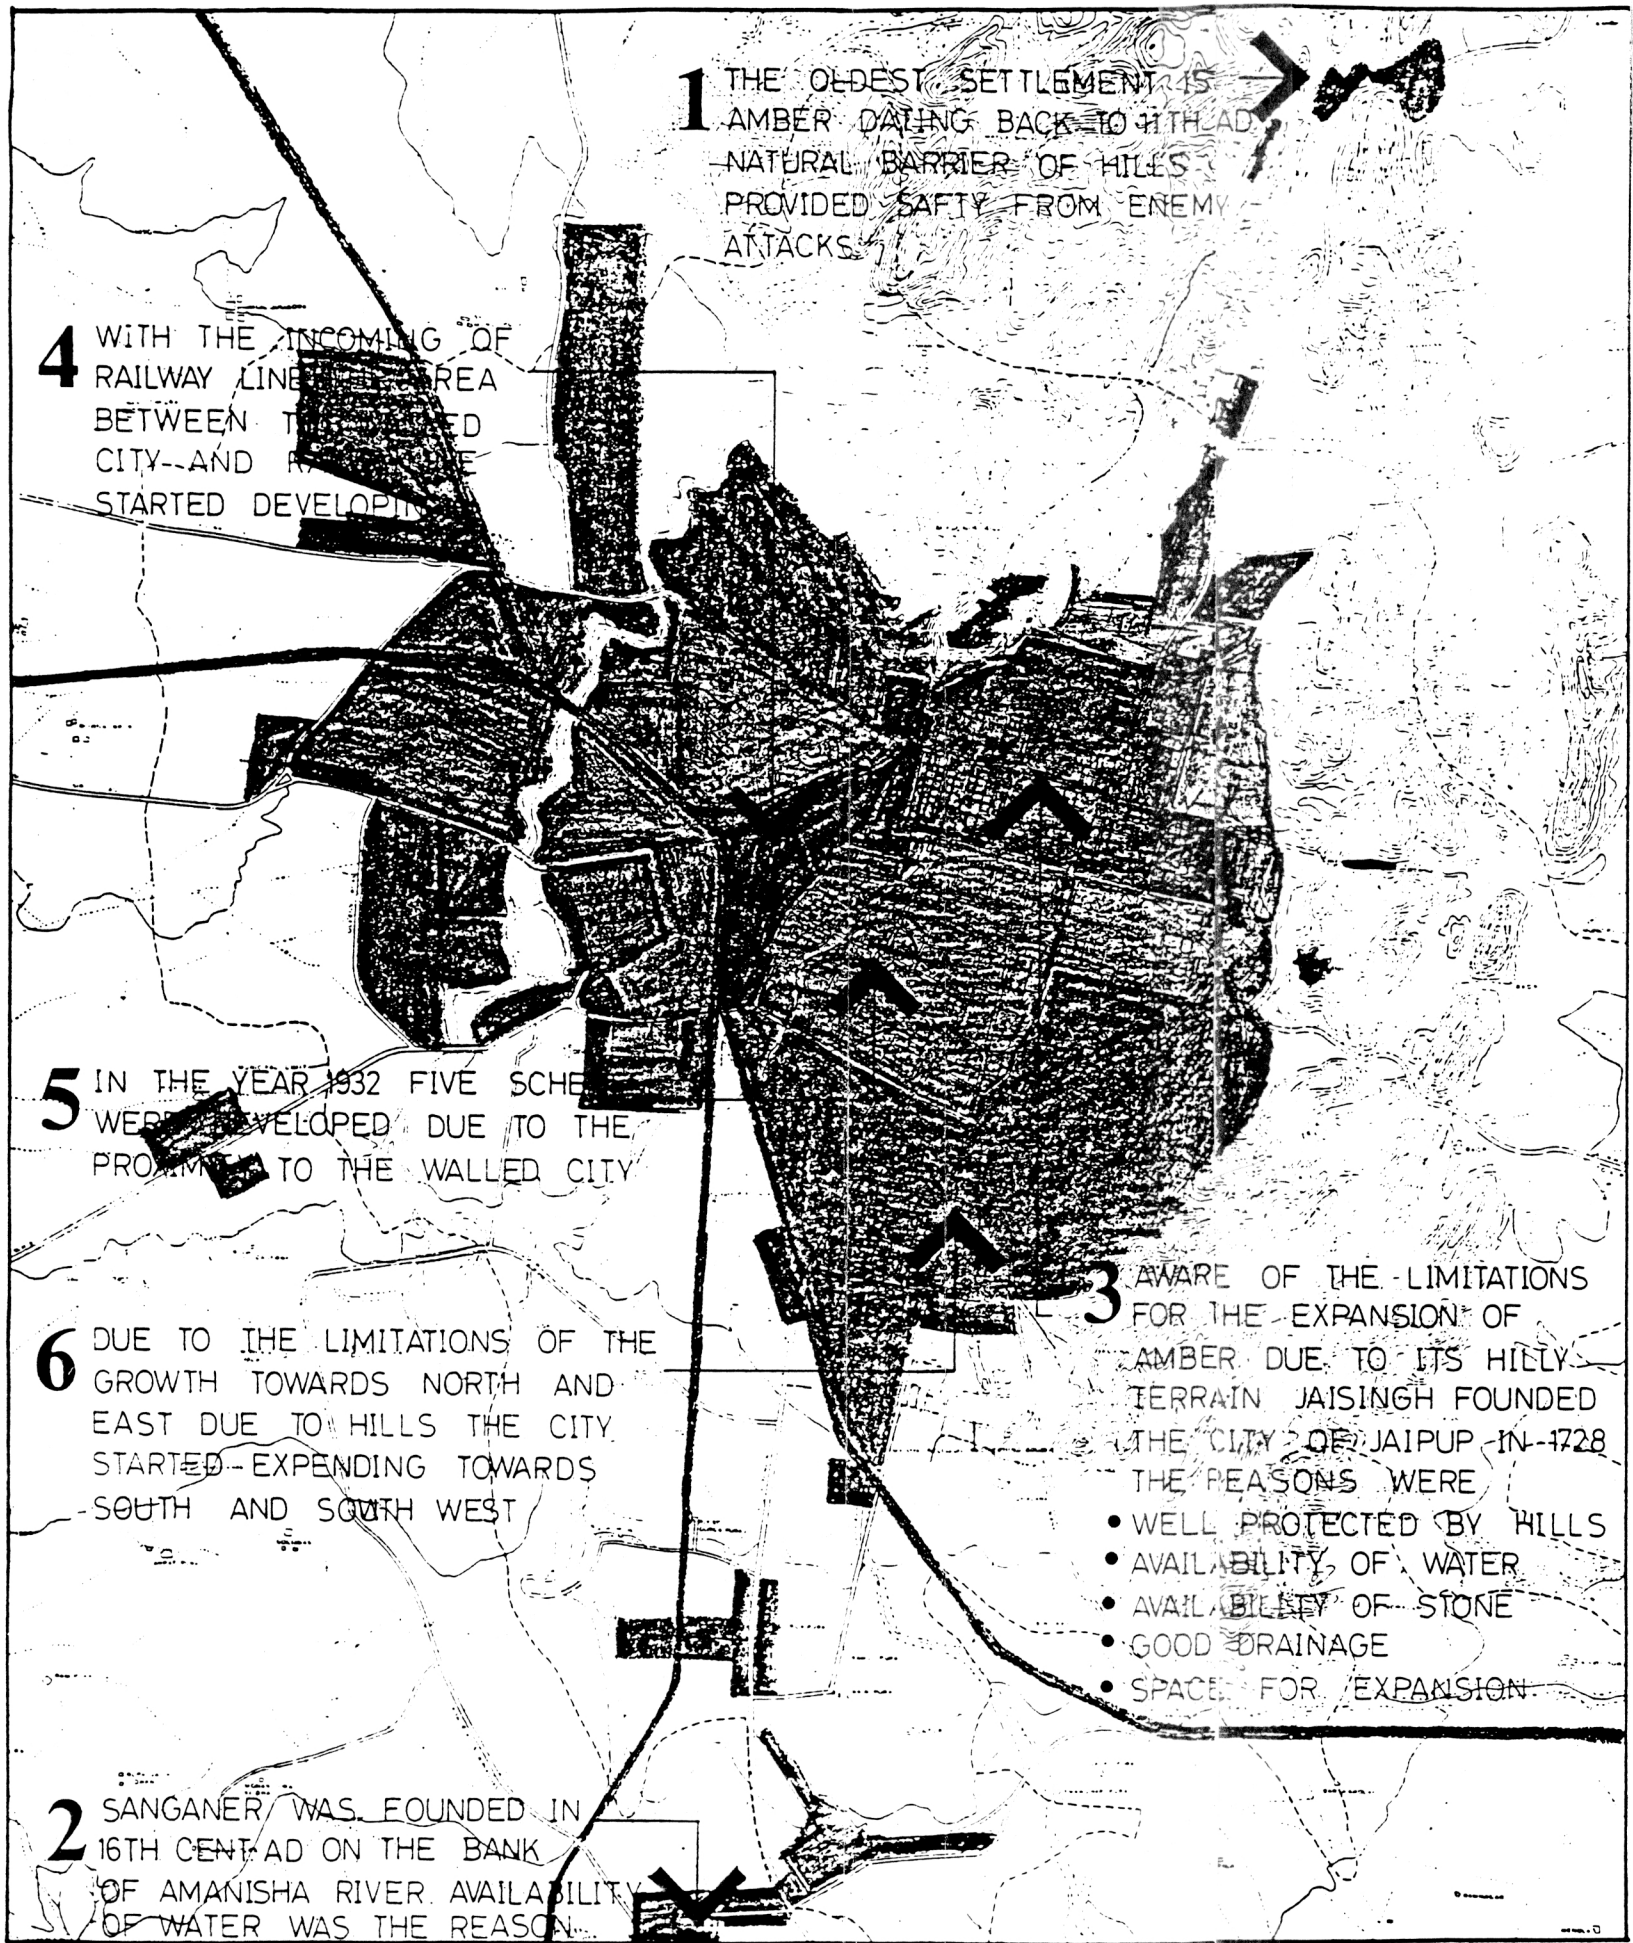 1 THE OLDEST SETTLEMENT IS
AMBER DATING BACK TO 11TH AD
NATURAL BARRIER OF HILLS
PROVIDED SAFTY FROM ENEMY
ATTACKS
4 WITH THE INCOMING OF
RAILWAY LINE AREA
BETWEEN
CITY AND
STARTED
5 IN THE YEAR 1932 FIVE
WERE DEVELOPED DUE TO THE
TO THE WALLED CITY
6 DUE TO THE LIMITATIONS OF THE
GROWTH TOWARDS NORTH AND
EAST DUE TO HILLS THE CITY
STARTED EXPENDING TOWARDS
SOUTH AND SOUTH WEST
3 AWARE OF THE LIMITATIONS
FOR THE EXPANSION OF
AMBER DUE TO ITS HILLY
TERRAIN JAISINGH FOUNDED
THE CITY OF JAIPUP IN 1728
THE REASONS WERE
• WELL PROTECTED BY HILLS
• AVAILABILITY OF WATER
• AVAILABILITY OF STONE
• GOOD DRAINAGE
• SPACE FOR EXPANSION
2 SANGANER WAS FOUNDED IN
16TH CENT AD ON THE BANK
OF AMANISHA RIVER. AVAILABILITY
OF WATER WAS THE REASON